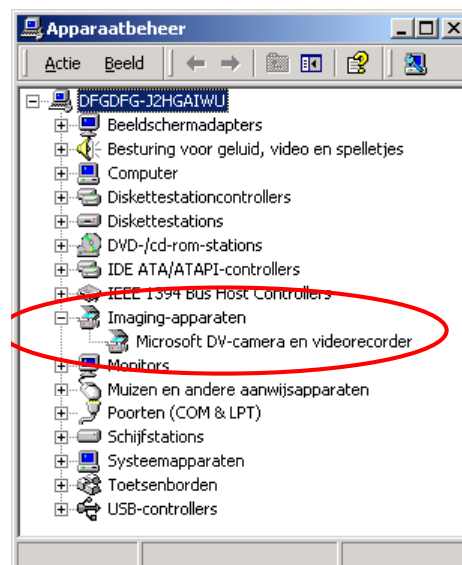 Apparaatbeheer
Actie Beeld
DFGDFG-J2HGAIWU
Beeldschermadapters
Besturing voor geluid, video en spelletjes
Computer
Diskettestationcontrollers
Diskettestations
DVD-/cd-rom-stations
IDE ATA/ATAPI-controllers
IEEE 1394 Bus Host Controllers
Imaging-apparaten
Microsoft DV-camera en videorecorder
Monitors
Muizen en andere aanwijsapparaten
Poorten (COM & LPT)
Schijfstations
Systeemapparaten
Toetsenborden
USB-controllers